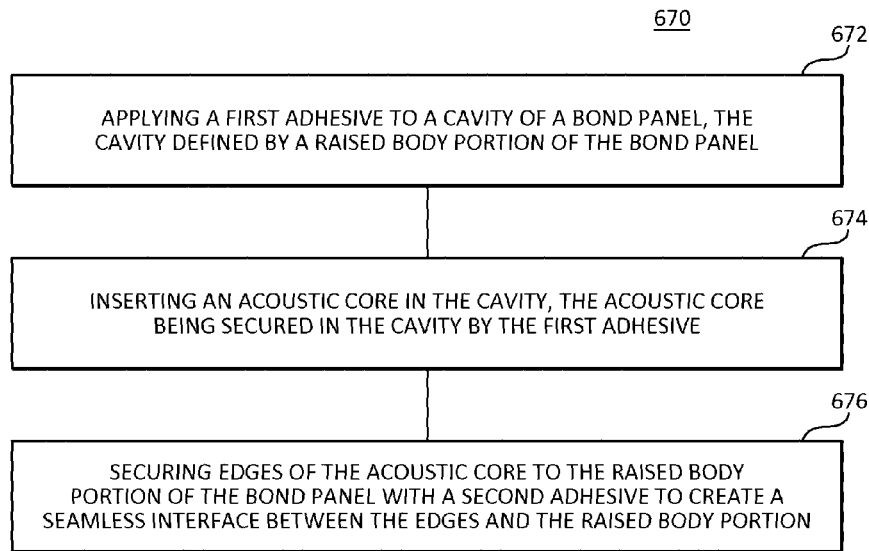 670
672
APPLYING A FIRST ADHESIVE TO A CAVITY OF A BOND PANEL, THE
CAVITY DEFINED BY A RAISED BODY PORTION OF THE BOND PANEL
674
INSERTING AN ACOUSTIC CORE IN THE CAVITY, THE ACOUSTIC CORE
BEING SECURED IN THE CAVITY BY THE FIRST ADHESIVE
676
SECURING EDGES OF THE ACOUSTIC CORE TO THE RAISED BODY
PORTION OF THE BOND PANEL WITH A SECOND ADHESIVE TO CREATE A
SEAMLESS INTERFACE BETWEEN THE EDGES AND THE RAISED BODY PORTION